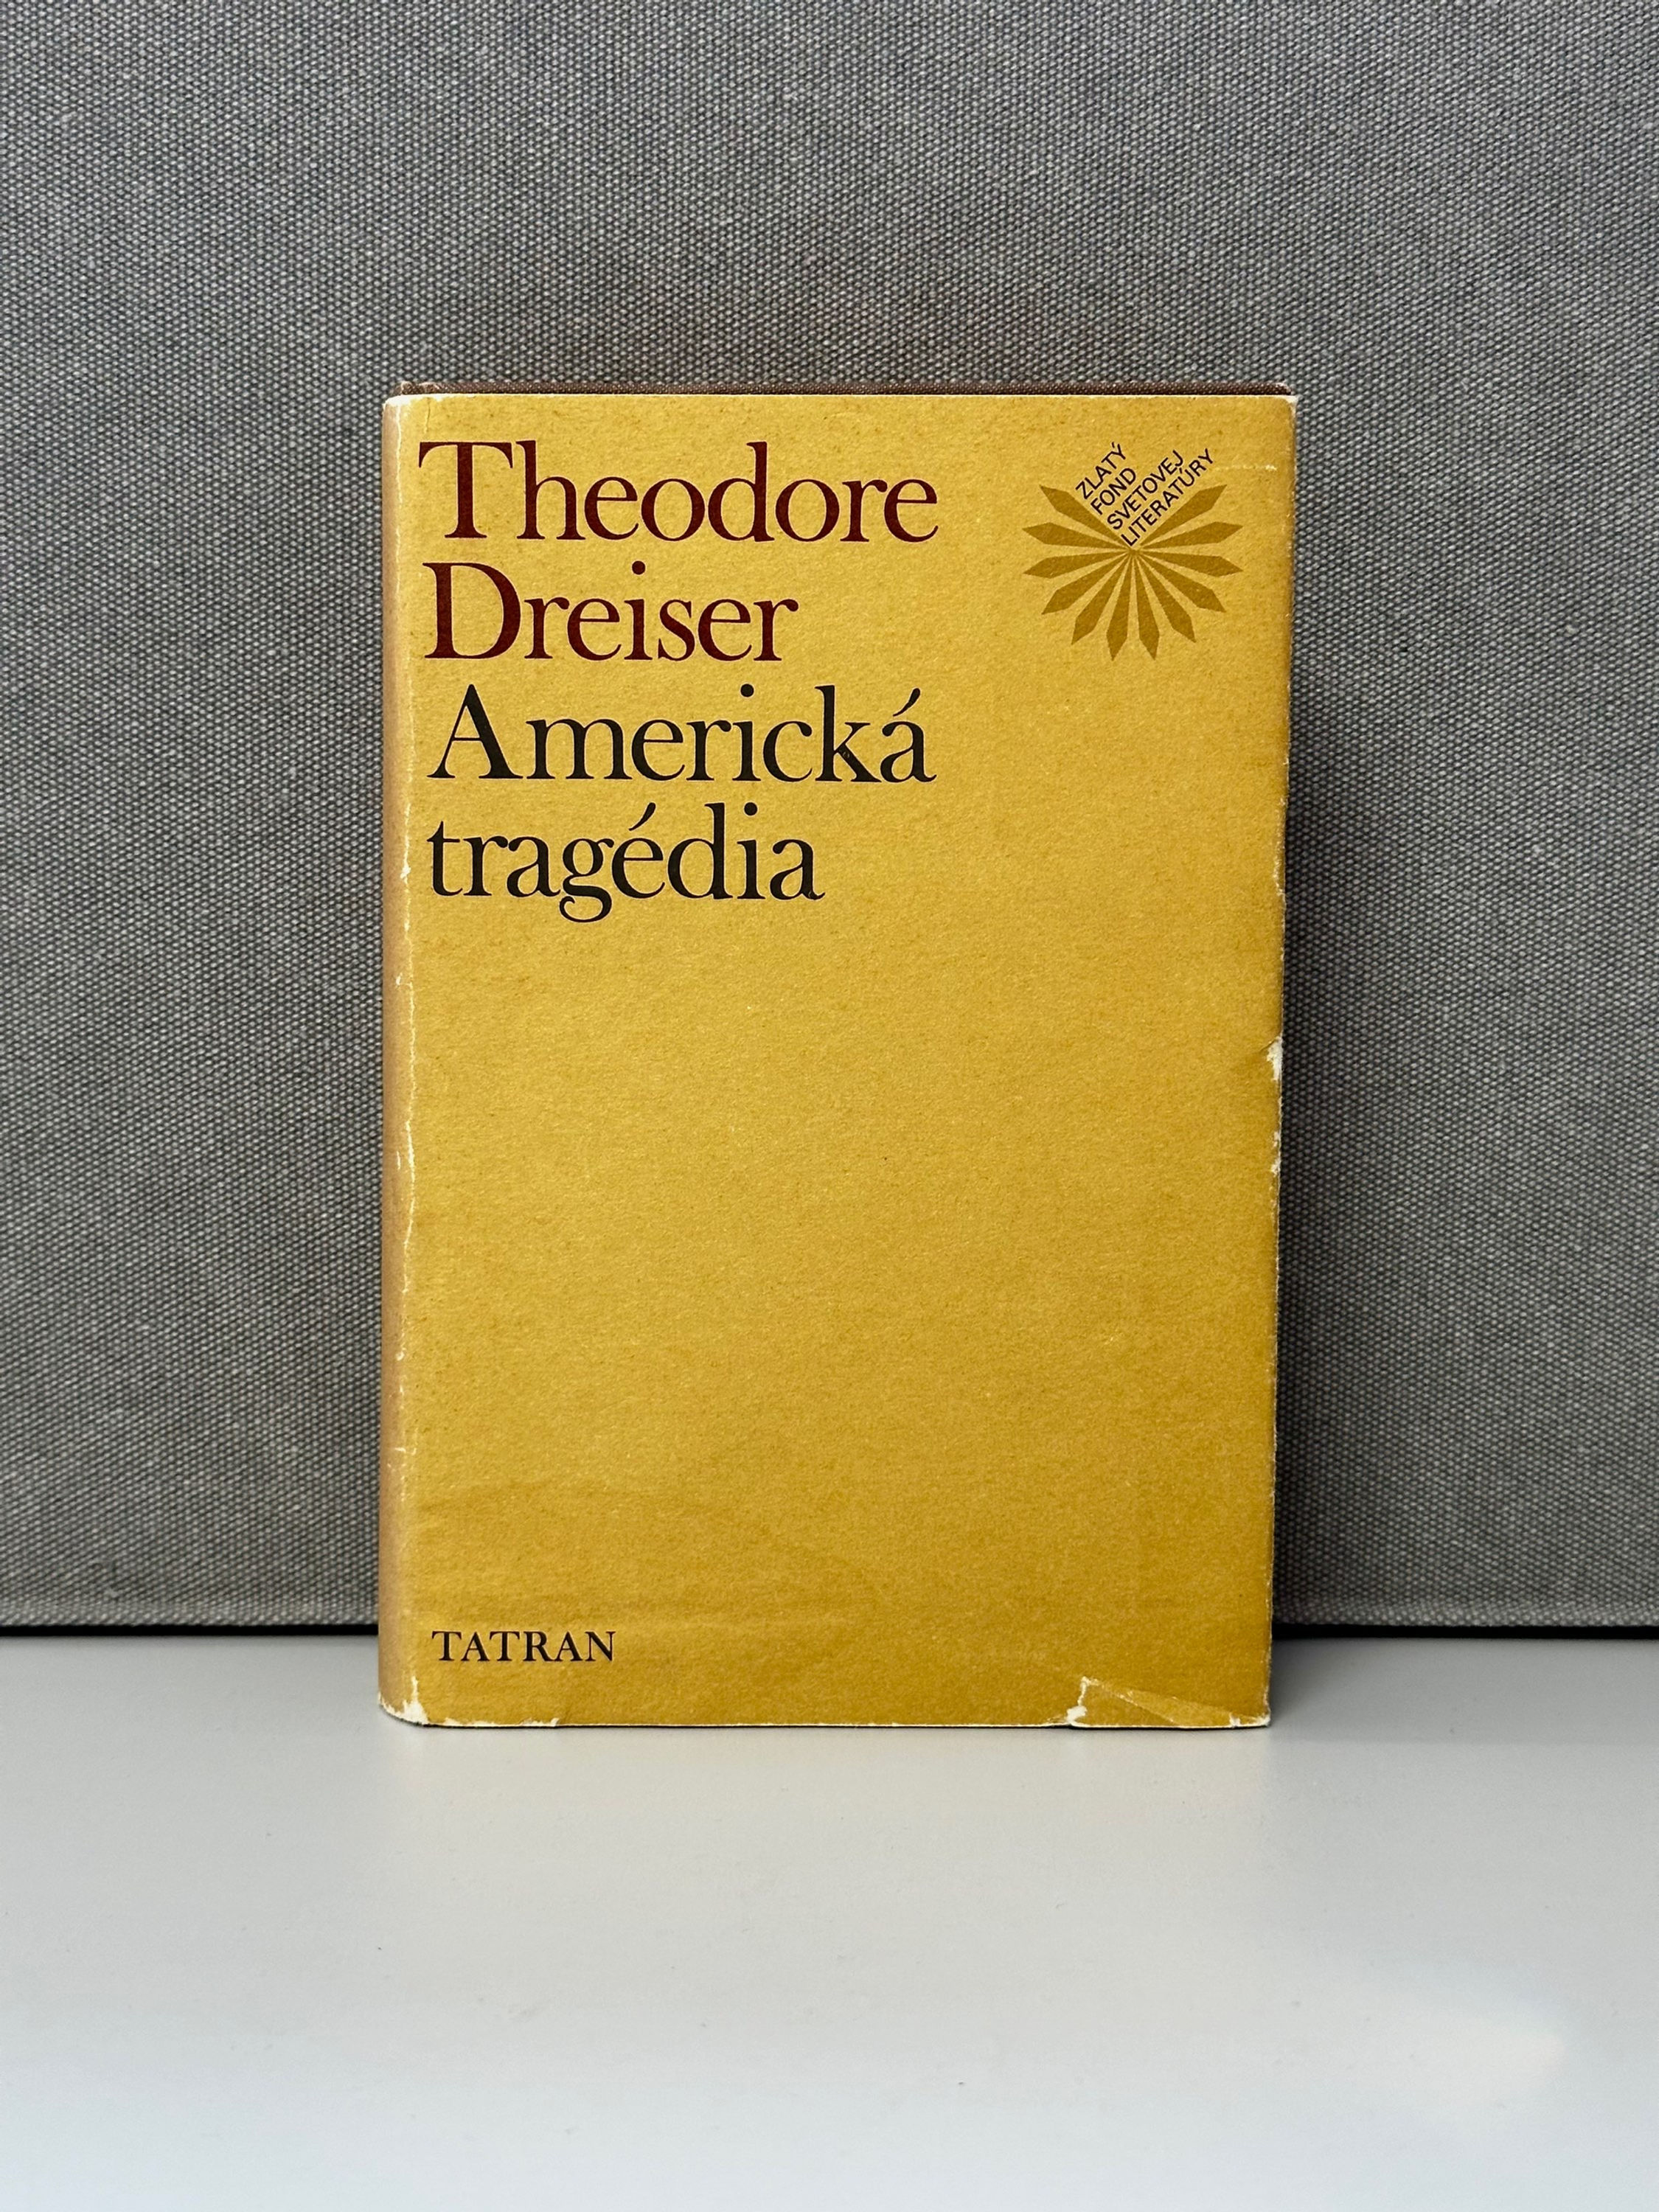 Theodore
Dreiser
Americká
tragédia
ZLATÝ
FOND
SVETOVEJ
LITERATÚRY
TATRAN